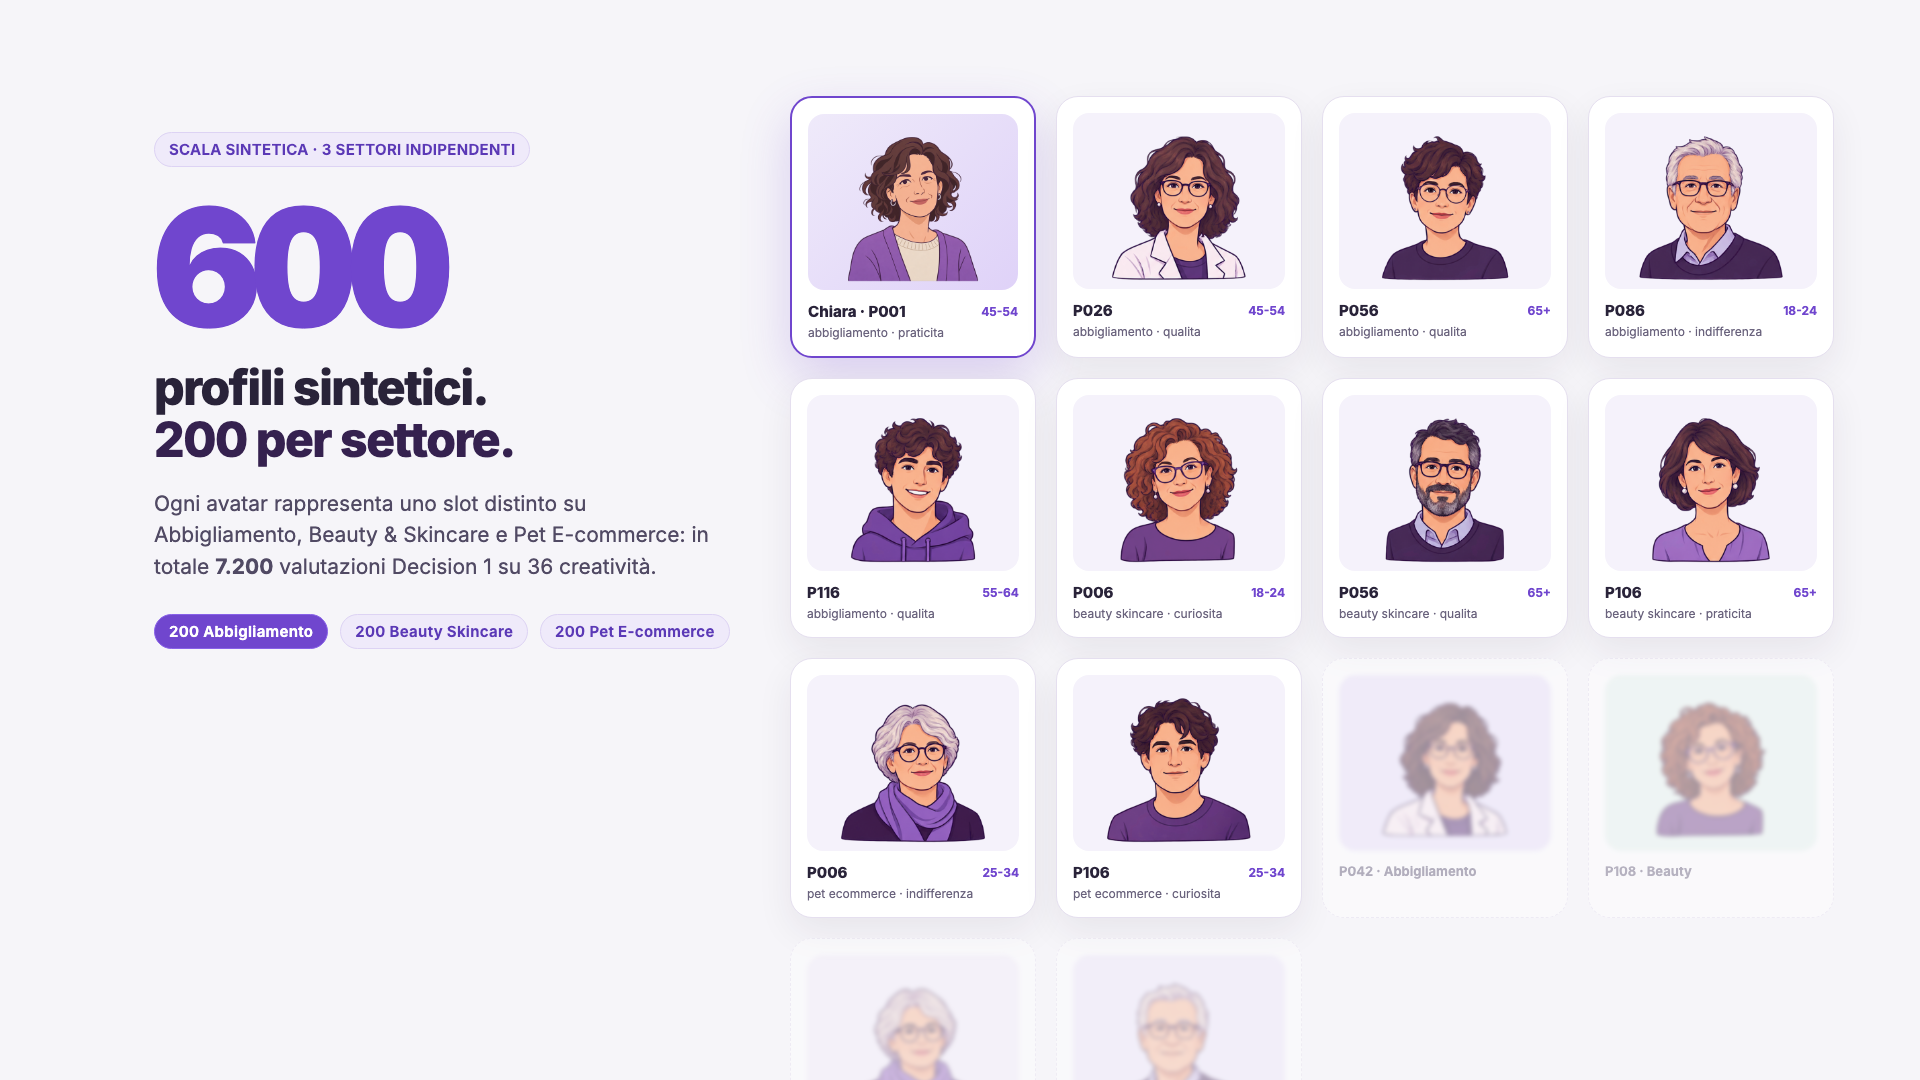 SCALA SINTETICA · 3 SETTORI INDIPENDENTI
600
profili sintetici.
200 per settore.
Ogni avatar rappresenta uno slot distinto su
Abbigliamento, Beauty & Skincare e Pet E-commerce: in
totale 7.200 valutazioni Decision 1 su 36 creatività.
200 Abbigliamento
200 Beauty Skincare
200 Pet E-commerce
Chiara · P001 45-54
abbigliamento · praticita
P026 45-54
abbigliamento · qualita
P056 65+
abbigliamento · qualita
P086 18-24
abbigliamento · indifferenza
P116 55-64
abbigliamento · qualita
P006 18-24
beauty skincare · curiosita
P056 65+
beauty skincare · qualita
P106 65+
beauty skincare · praticita
P006 25-34
pet ecommerce · indifferenza
P106 25-34
pet ecommerce · curiosita
P042 · Abbigliamento
P108 · Beauty